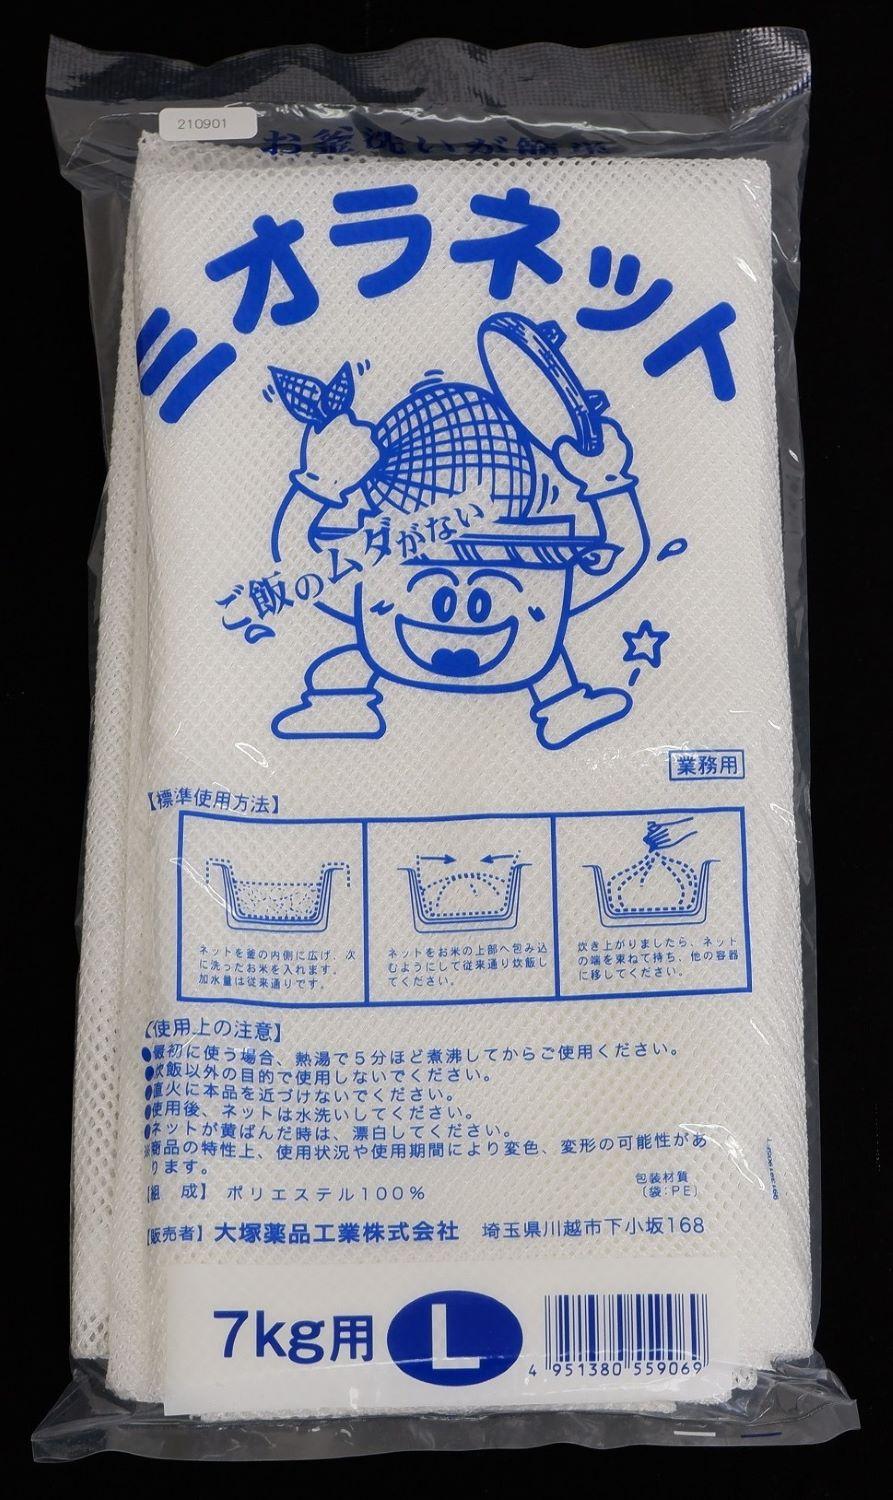 210901
お釜洗いが簡単
ミオラネット
ご飯のムダがない
業務用
【標準使用方法】
ネットを釜の内側に広げ、次
に洗ったお米を入れます。
加水量は従来通りです。
ネットをお米の上部へ包み込
むようにして従来通り炊飯し
てください。
炊き上がりましたら、ネット
の端を束ねて持ち、他の容器
に移してください。
【使用上の注意】
●最初に使う場合、熱湯で5分ほど煮沸してからご使用ください。
●炊飯以外の目的で使用しないでください。
●直火に本品を近づけないでください。
●使用後、ネットは水洗いしてください。
●ネットが黄ばんだ時は、漂白してください。
※商品の特性上、使用状況や使用期間により変色、変形の可能性があ
ります。
【組 成】 ポリエステル100%
包装材質
(袋:PE)
【販売者】大塚薬品工業株式会社 埼玉県川越市下小坂168
7kg用 L
4 951380 559069